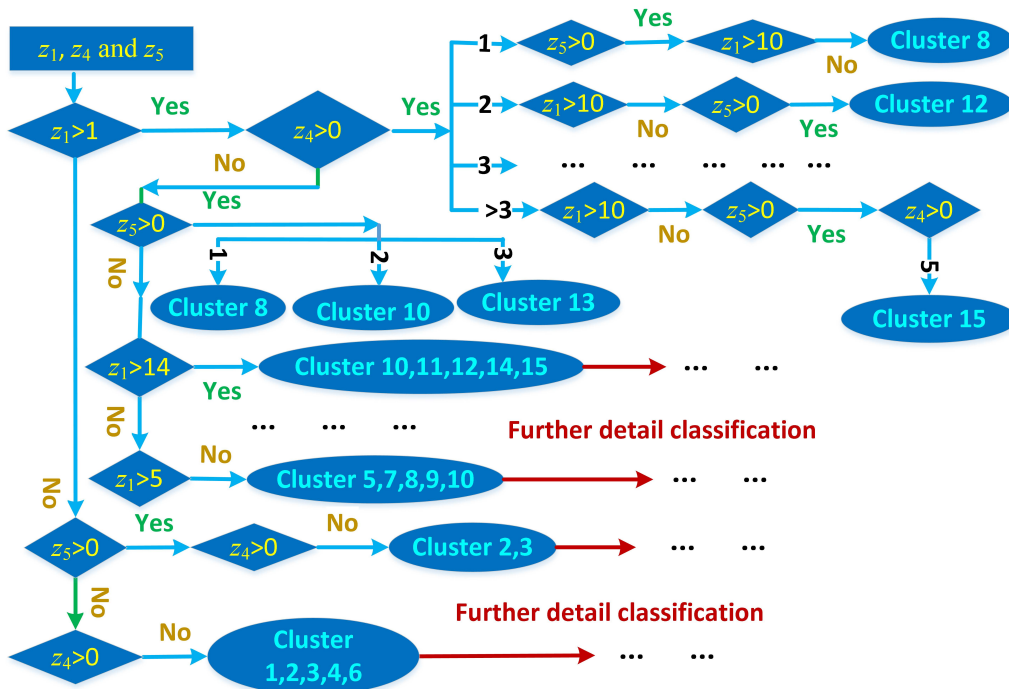 z1, z4 and z5
1
z5>0
Yes
z1>10
No
Cluster 8
z1>1
Yes
z4>0
Yes
2
z1>10
No
z5>0
Yes
Cluster 12
No
3
... ... ... ... ...
Yes
>3
z1>10
No
z5>0
Yes
z4>0
z5>0
1
2
3
5
No
Cluster 8
Cluster 10
Cluster 13
Cluster 15
z1>14
Yes
Cluster 10,11,12,14,15
... ...
No
... ... ...
Further detail classification
z1>5
No
Cluster 5,7,8,9,10
... ...
No
z5>0
Yes
z4>0
No
Cluster 2,3
... ...
No
Further detail classification
z4>0
No
Cluster
1,2,3,4,6
... ...